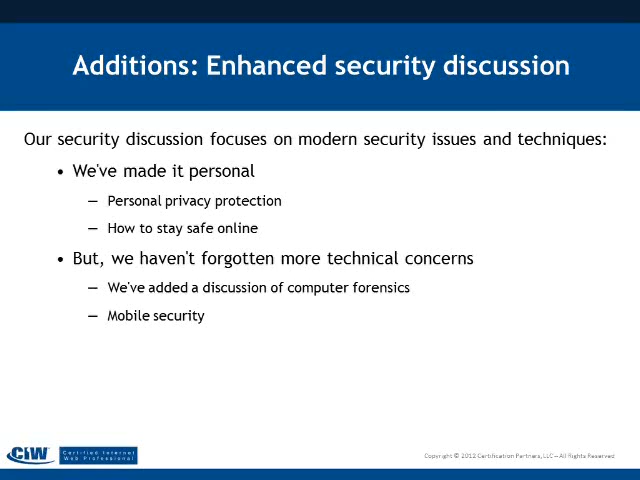 Additions: Enhanced security discussion
Our security discussion focuses on modern security issues and techniques:
• We've made it personal
— Personal privacy protection
— How to stay safe online
• But, we haven't forgotten more technical concerns
— We've added a discussion of computer forensics
— Mobile security
CIW
Certified Internet
Web Professional
Copyright © 2012 Certification Partners, LLC — All Rights Reserved